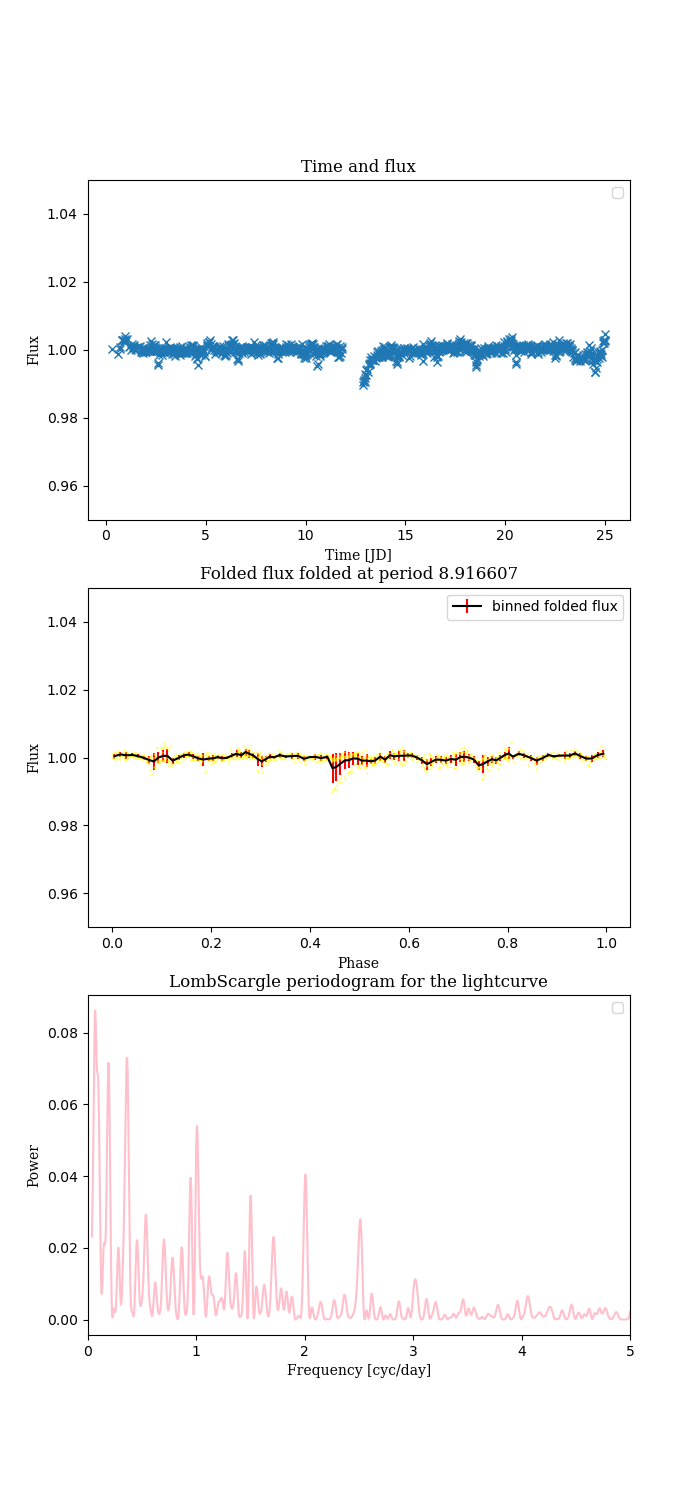 Time and flux
1.04
1.02
1.00
0.98
0.96
Flux
0 5 10 15 20 25
Time [JD]
Folded flux folded at period 8.916607
binned folded flux
1.04
1.02
1.00
0.98
0.96
Flux
0.0 0.2 0.4 0.6 0.8 1.0
Phase
LombScargle periodogram for the lightcurve
0.08
0.06
0.04
0.02
0.00
Power
0 1 2 3 4 5
Frequency [cyc/day]